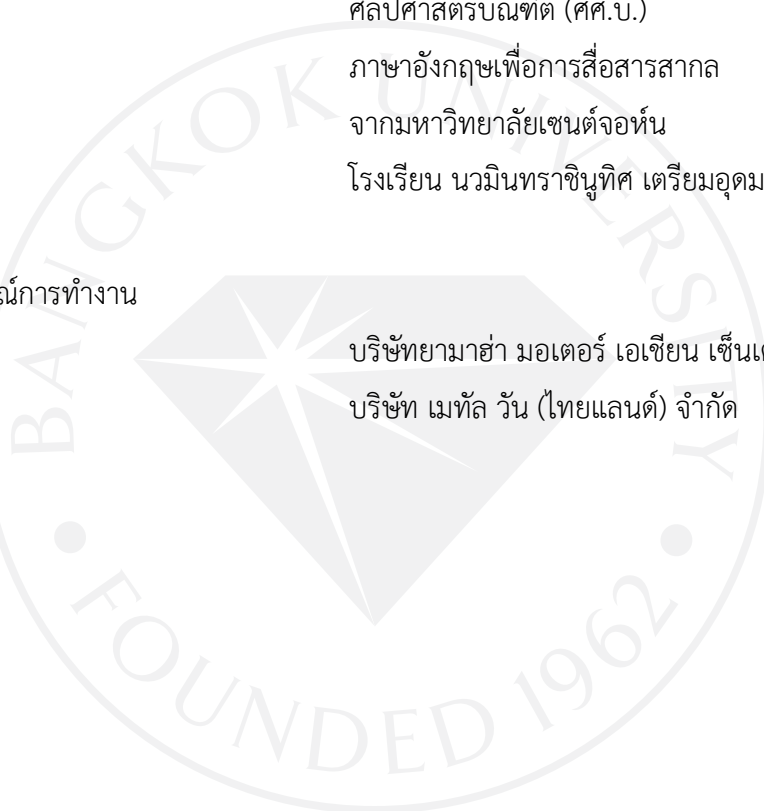 ศิลปศาสตรบัณฑิต (ศศ.บ.)
ภาษาอังกฤษเพื่อการสื่อสารสากล
จากมหาวิทยาลัยเซนต์จอห์น
โรงเรียน นวมินทราชินูทิศ เตรียมอุดม
ณ์การทำงาน
บริษัทยามาฮ่า มอเตอร์ เอเชียน เซ็นเ
บริษัท เมทัล วัน (ไทยแลนด์) จำกัด
BANGKOK UNIVERSITY
• FOUNDED 1962 •